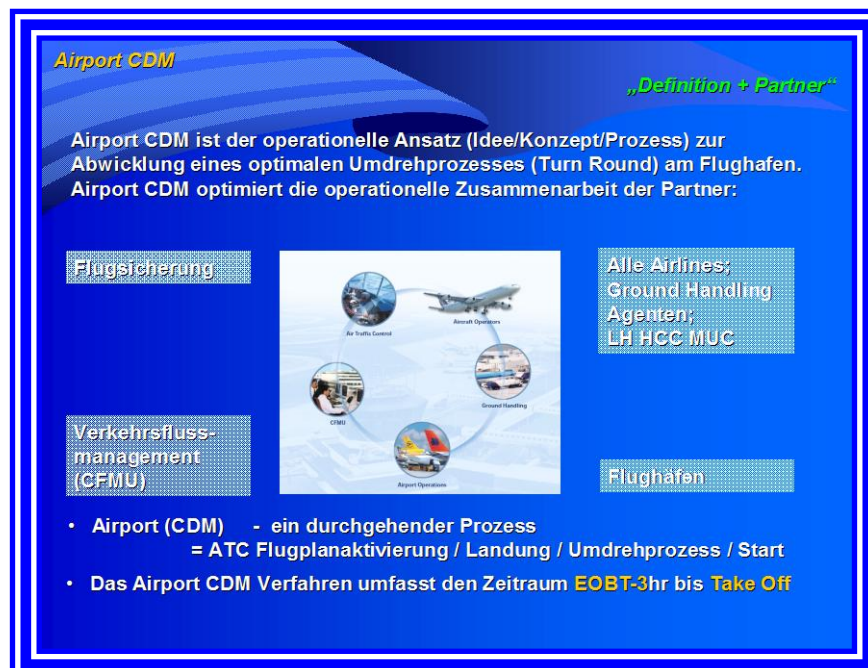 Airport CDM
„Definition + Partner“
Airport CDM ist der operationelle Ansatz (Idee/Konzept/Prozess) zur
Abwicklung eines optimalen Umdrehprozesses (Turn Round) am Flughafen.
Airport CDM optimiert die operationelle Zusammenarbeit der Partner:
Flugsicherung
Alle Airlines;
Ground Handling
Agenten;
LH HCC MUC
Air Traffic Control
Aircraft Operators
CFMU
Ground Handling
Airport Operations
Verkehrsfluss-
management
(CFMU)
Flughäfen
• Airport (CDM) - ein durchgehender Prozess
= ATC Flugplanaktivierung / Landung / Umdrehprozess / Start
• Das Airport CDM Verfahren umfasst den Zeitraum EOBT-3hr bis Take Off